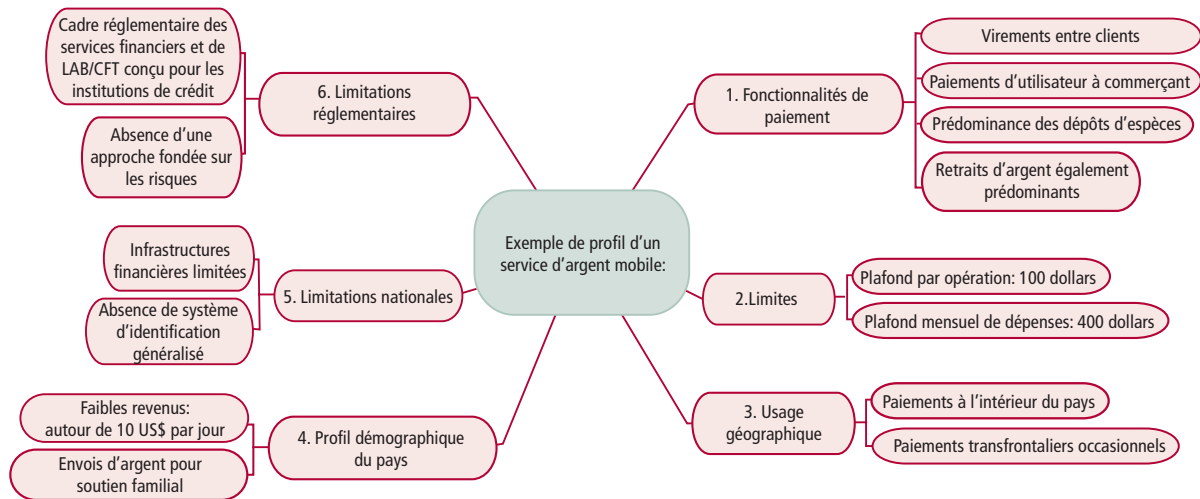 Exemple de profil d'un
service d'argent mobile:
1. Fonctionnalités de
paiement
Virements entre clients
Paiements d'utilisateur à commerçant
Prédominance des dépôts d'espèces
Retraits d'argent également
prédominants
2.Limites
Plafond par opération: 100 dollars
Plafond mensuel de dépenses: 400 dollars
3. Usage
géographique
Paiements à l'intérieur du pays
Paiements transfrontaliers occasionnels
4. Profil démographique
du pays
Faibles revenus:
autour de 10 US$ par jour
Envois d'argent pour
soutien familial
5. Limitations nationales
Infrastructures
financières limitées
Absence de système
d'identification
généralisé
6. Limitations
réglementaires
Cadre réglementaire des
services financiers et de
LAB/CFT conçu pour les
institutions de crédit
Absence d'une
approche fondée sur
les risques